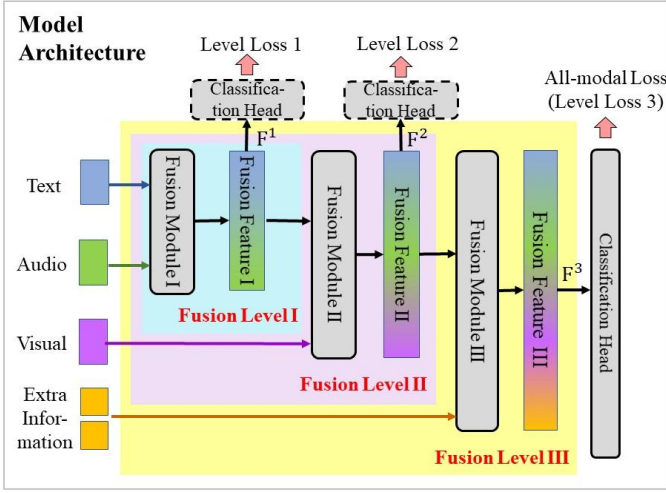 Model
Architecture
Level Loss 1
Level Loss 2
All-modal Loss
(Level Loss 3)
Classifica-
tion Head
Classifica-
tion Head
F¹
F²
Text
Audio
Visual
Extra
Infor-
mation
Fusion Module I
Fusion Feature I
Fusion Level I
Fusion Module II
Fusion Feature II
Fusion Level II
Fusion Module III
Fusion Feature III
Fusion Level III
F³
Classification Head